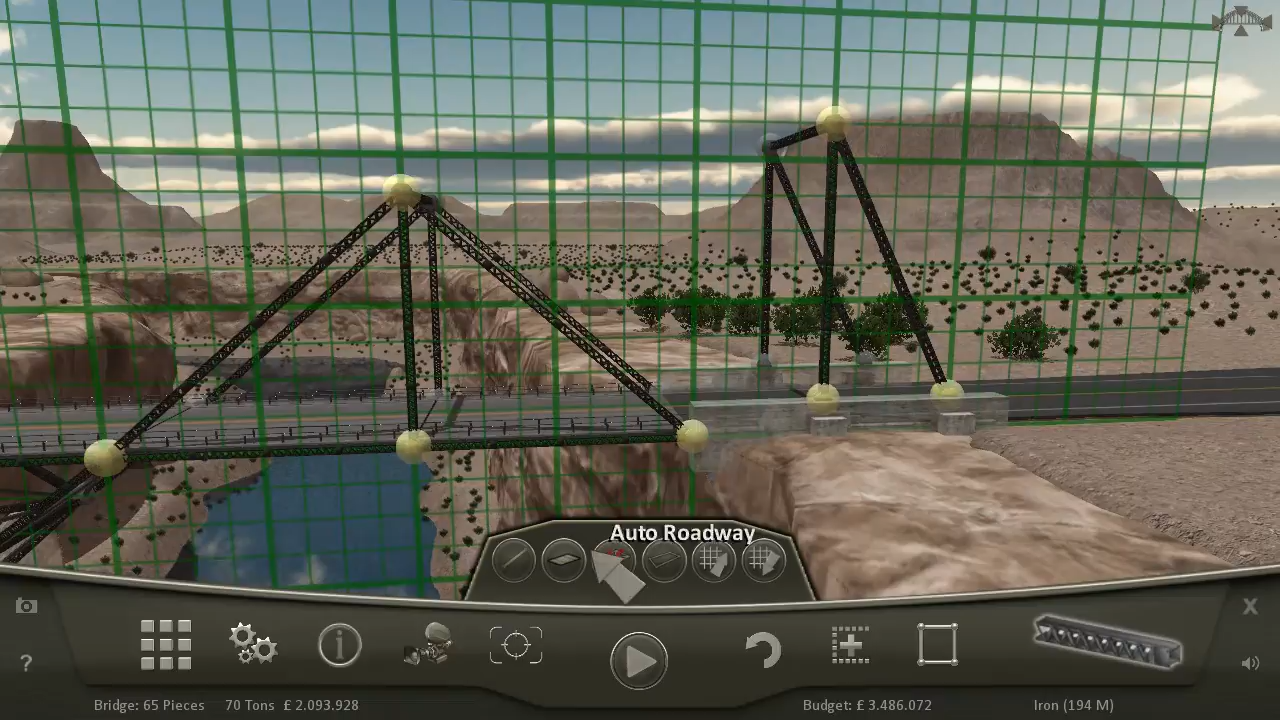 Auto Roadway
i
?
X
Bridge: 65 Pieces 70 Tons £ 2.093.928 Budget: £ 3.486.072 Iron (194 M)